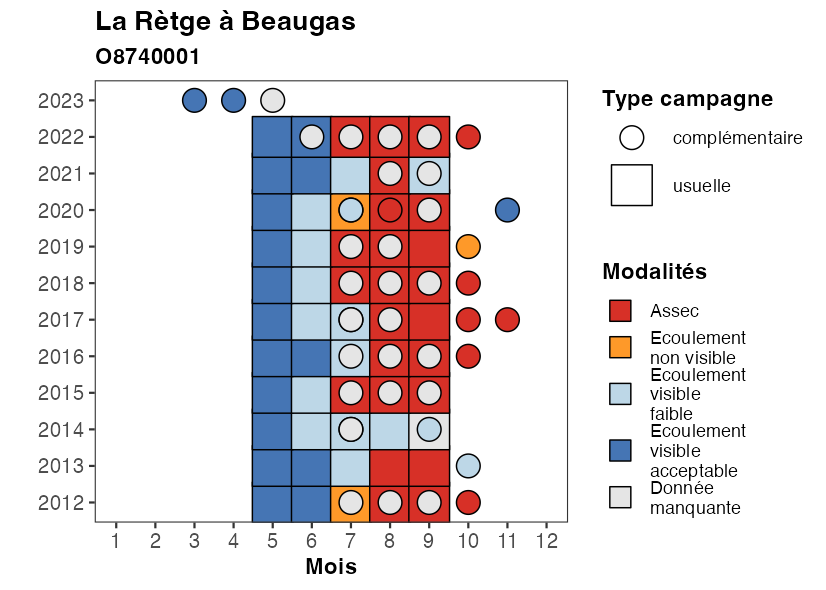 La Rètge à Beaugas
O8740001
2023
2022
2021
2020
2019
2018
2017
2016
2015
2014
2013
2012
1 2 3 4 5 6 7 8 9 10 11 12
Mois
Type campagne
complémentaire
usuelle
Modalités
Assec
Ecoulement
non visible
Ecoulement
visible
faible
Ecoulement
visible
acceptable
Donnée
manquante